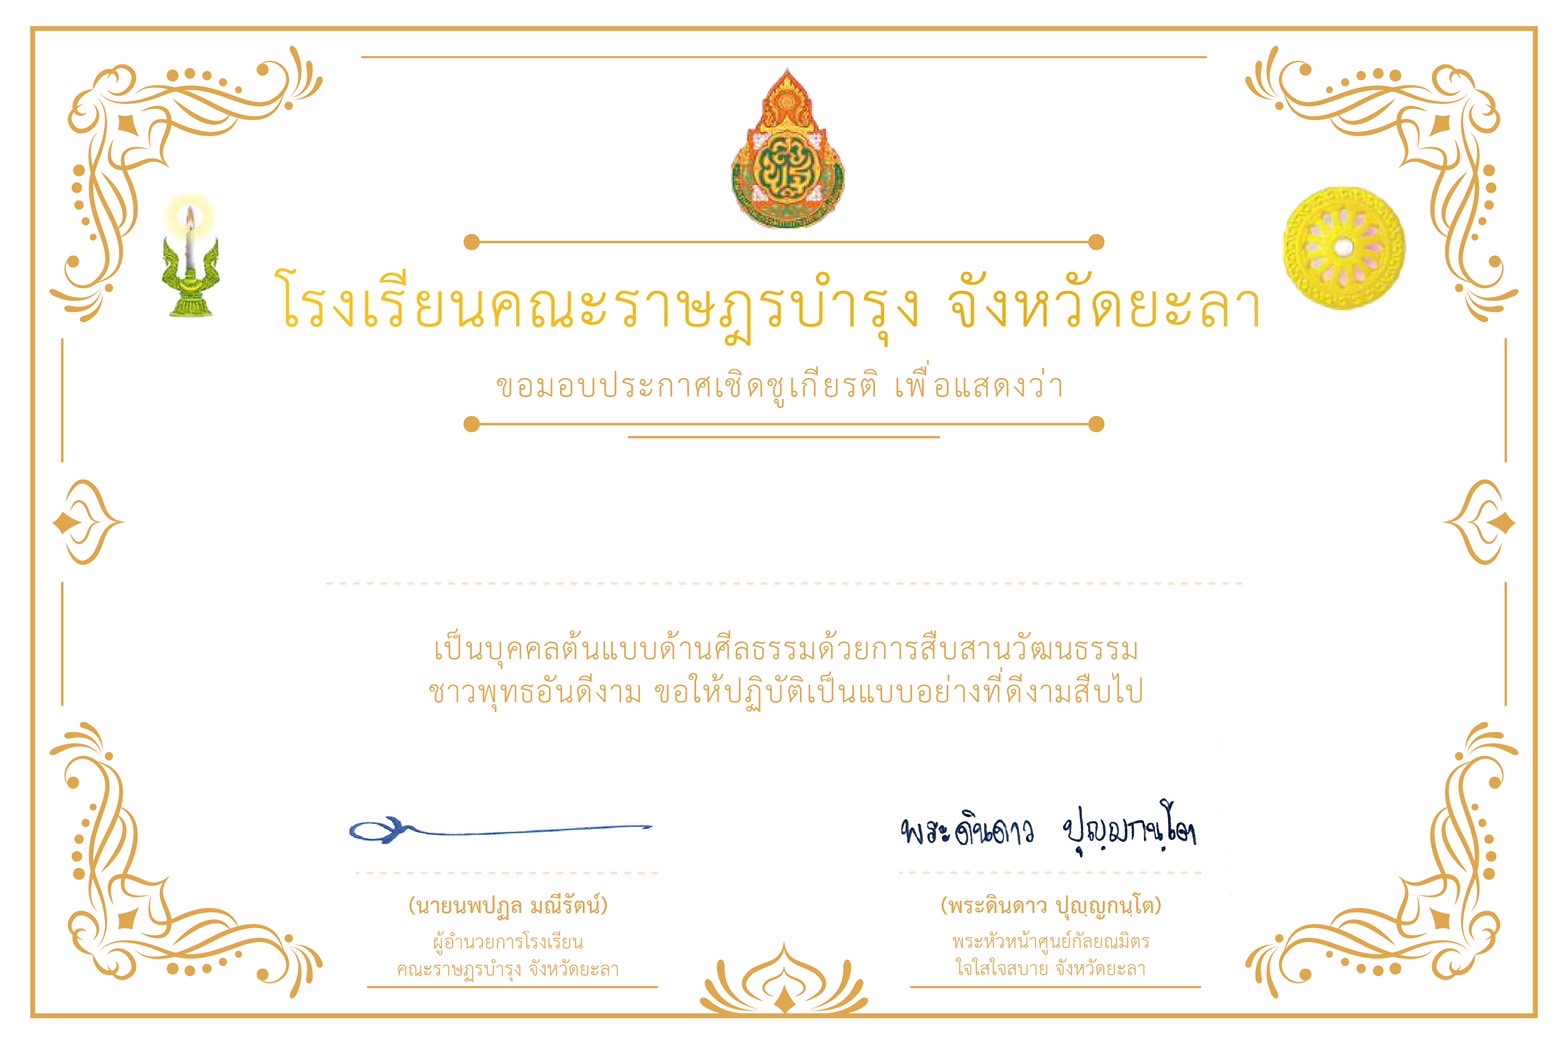 โรงเรียนคณะราษฎรบำรุง จังหวัดยะลา
ขอมอบประกาศเชิดชูเกียรติ เพื่อแสดงว่า
เป็นบุคคลต้นแบบด้านศีลธรรมด้วยการสืบสานวัฒนธรรม
ชาวพุทธอันดีงาม ขอให้ปฏิบัติเป็นแบบอย่างที่ดีงามสืบไป
พระดินดาว ปุญฺญกนฺโต
(นายนพปฎล มณีรัตน์)
ผู้อำนวยการโรงเรียน
คณะราษฎรบำรุง จังหวัดยะลา
(พระดินดาว ปุญฺญกนฺโต)
พระหัวหน้าศูนย์กัลยณมิตร
ใจใสใจสบาย จังหวัดยะลา